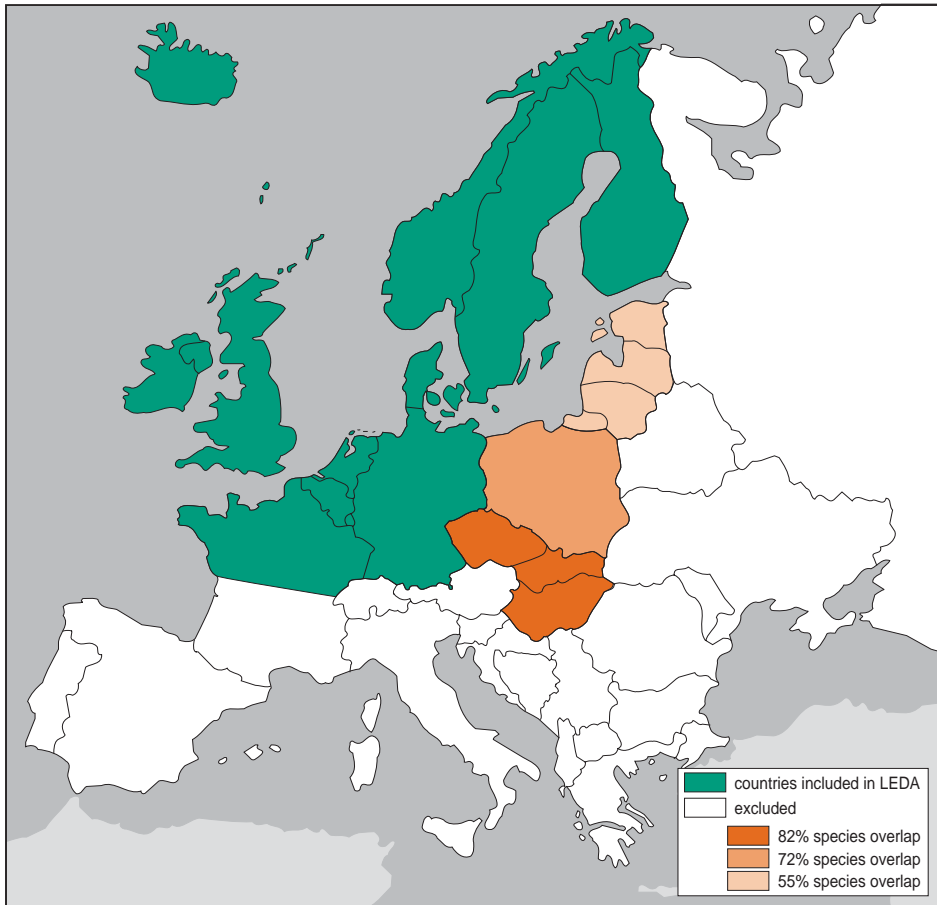 countries included in LEDA
excluded
82% species overlap
72% species overlap
55% species overlap